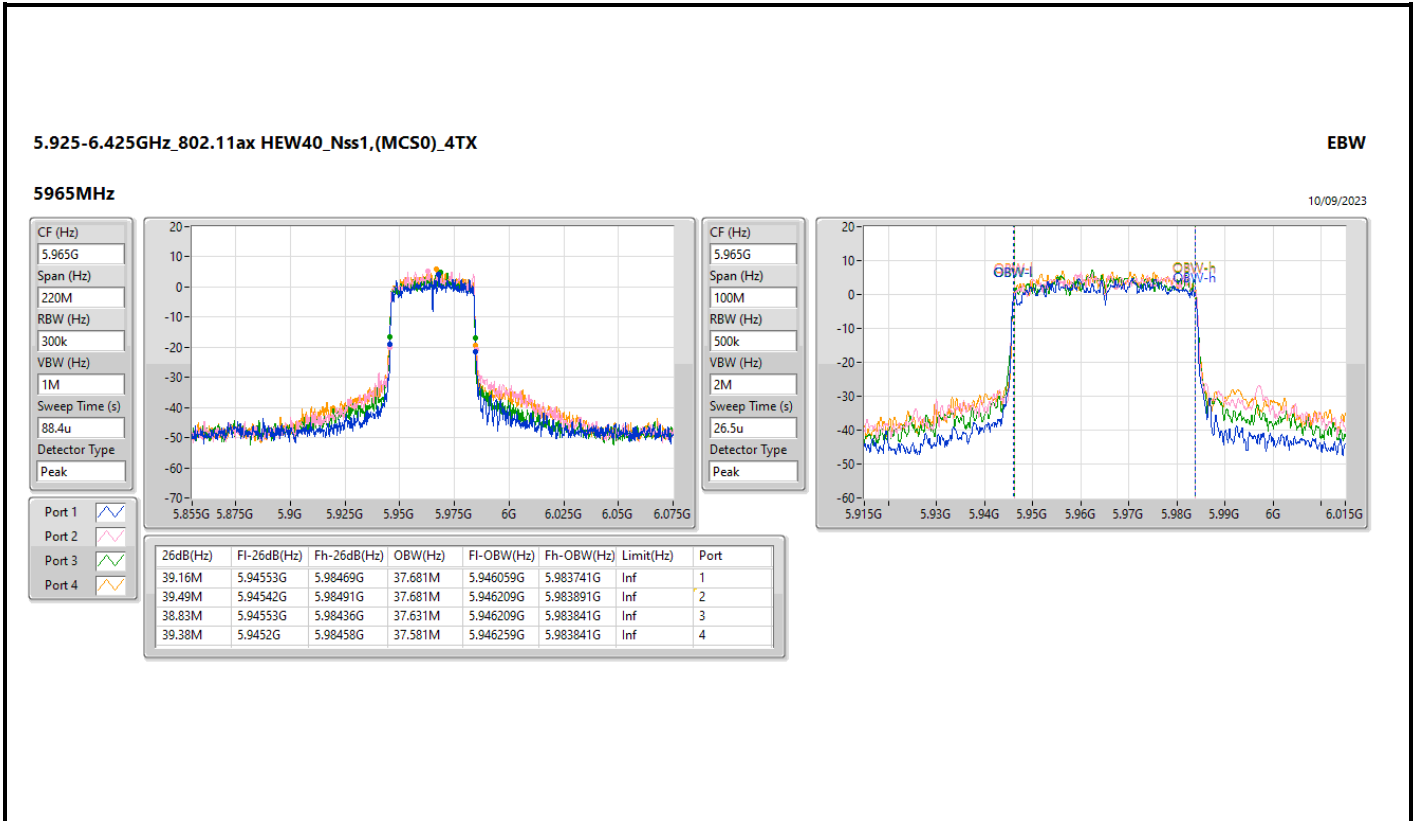 5.925-6.425GHz_802.11ax HEW40_Nss1,(MCS0)_4TX EBW
5965MHz
10/09/2023
CF (Hz)
5.965G
Span (Hz)
220M
RBW (Hz)
300k
VBW (Hz)
1M
Sweep Time (s)
88.4u
Detector Type
Peak
20
10
0
-10
-20
-30
-40
-50
-60
-70
5.855G 5.875G 5.9G 5.925G 5.95G 5.975G 6G 6.025G 6.05G 6.075G
CF (Hz)
5.965G
Span (Hz)
100M
RBW (Hz)
500k
VBW (Hz)
2M
Sweep Time (s)
26.5u
Detector Type
Peak
20
10
0
-10
-20
-30
-40
-50
-60
OBW-l OBW-h
OBW-h
5.915G 5.93G 5.94G 5.95G 5.96G 5.97G 5.98G 5.99G 6G 6.015G
Port 1
Port 2
Port 3
Port 4
26dB(Hz) Fl-26dB(Hz) Fh-26dB(Hz) OBW(Hz) Fl-OBW(Hz) Fh-OBW(Hz) Limit(Hz) Port
39.16M 5.94553G 5.98469G 37.681M 5.946059G 5.983741G Inf 1
39.49M 5.94542G 5.98491G 37.681M 5.946209G 5.983891G Inf 2
38.83M 5.94553G 5.98436G 37.631M 5.946209G 5.983841G Inf 3
39.38M 5.9452G 5.98458G 37.581M 5.946259G 5.983841G Inf 4